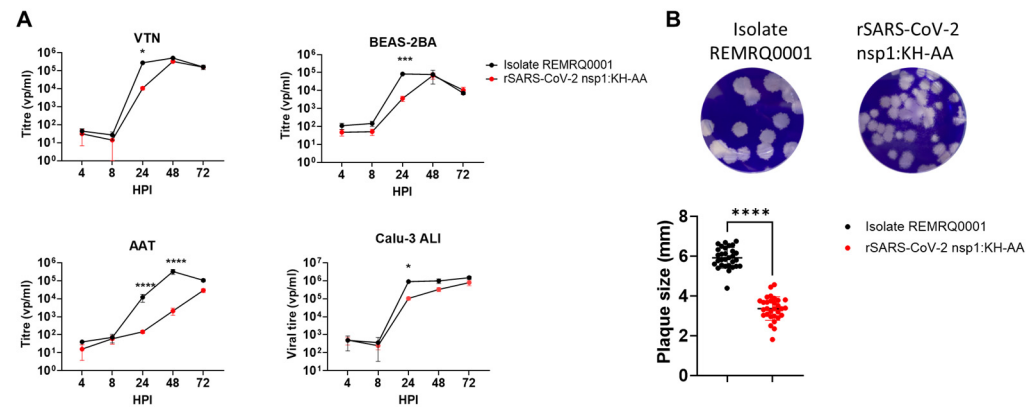 A
VTN
*
Titre (vp/ml)
10⁶
10⁵
10⁴
10³
10²
10¹
10⁰
4 8 24 48 72
HPI
BEAS-2BA
***
Titre (vp/ml)
10⁶
10⁵
10⁴
10³
10²
10¹
10⁰
4 8 24 48 72
HPI
Isolate REMRQ0001
rSARS-CoV-2 nsp1:KH-AA
AAT
****
****
Titre (vp/ml)
10⁶
10⁵
10⁴
10³
10²
10¹
10⁰
4 8 24 48 72
HPI
Calu-3 ALI
*
Viral titre (vp/ml)
10⁷
10⁶
10⁵
10⁴
10³
10²
10¹
4 8 24 48 72
HPI
B
Isolate
REMRQ0001
rSARS-CoV-2
nsp1:KH-AA
****
Plaque size (mm)
8
6
4
2
0
Isolate REMRQ0001
rSARS-CoV-2 nsp1:KH-AA